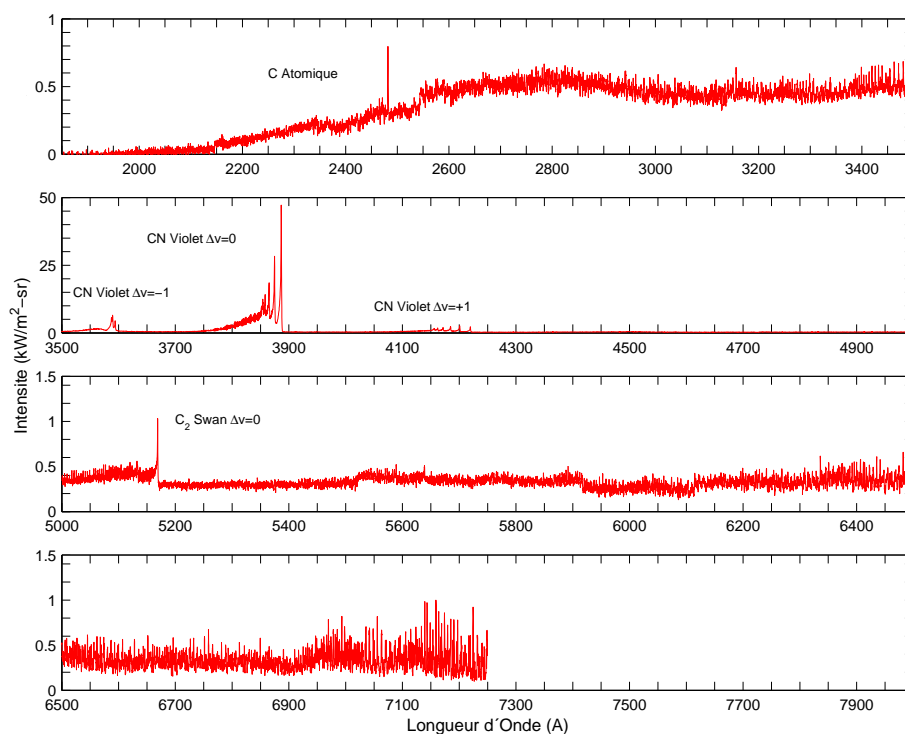 1
0.5
0
C Atomique
2000 2200 2400 2600 2800 3000 3200 3400
50
25
0
CN Violet Δv=0
CN Violet Δv=−1
CN Violet Δv=+1
3500 3700 3900 4100 4300 4500 4700 4900
Intensite (kW/m²−sr)
1.5
1
0.5
0
C₂ Swan Δv=0
5000 5200 5400 5600 5800 6000 6200 6400
1.5
1
0.5
0
6500 6700 6900 7100 7300 7500 7700 7900
Longueur d´Onde (A)